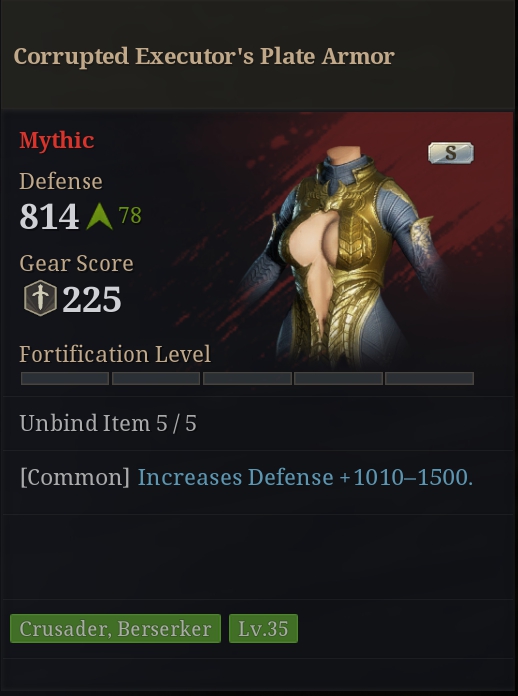 Corrupted Executor's Plate Armor
Mythic
S
Defense
814 78
Gear Score
225
Fortification Level
Unbind Item 5 / 5
[Common] Increases Defense +1010–1500.
Crusader, Berserker Lv.35